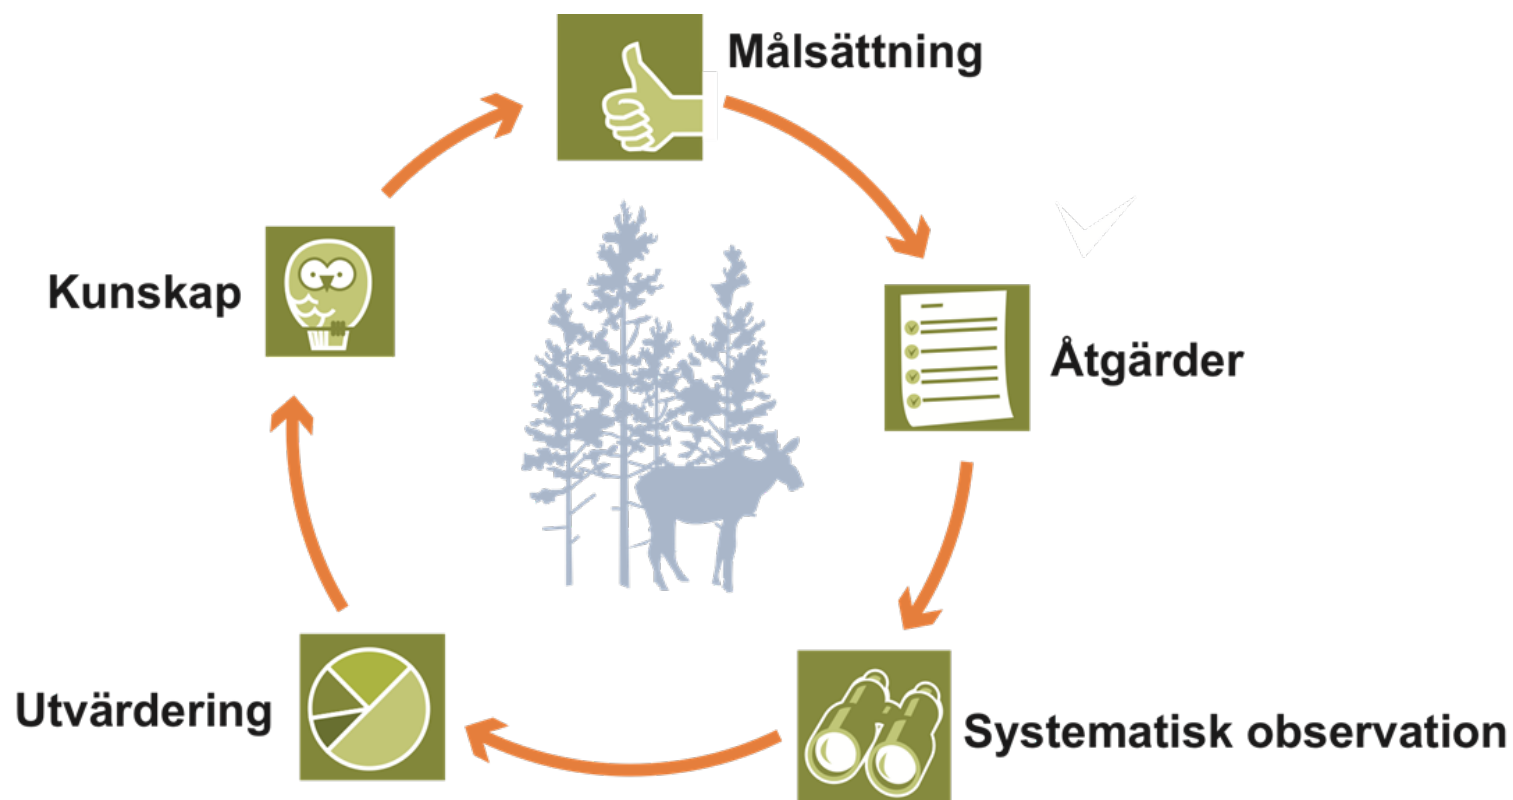 Målsättning
Åtgärder
Systematisk observation
Utvärdering
Kunskap